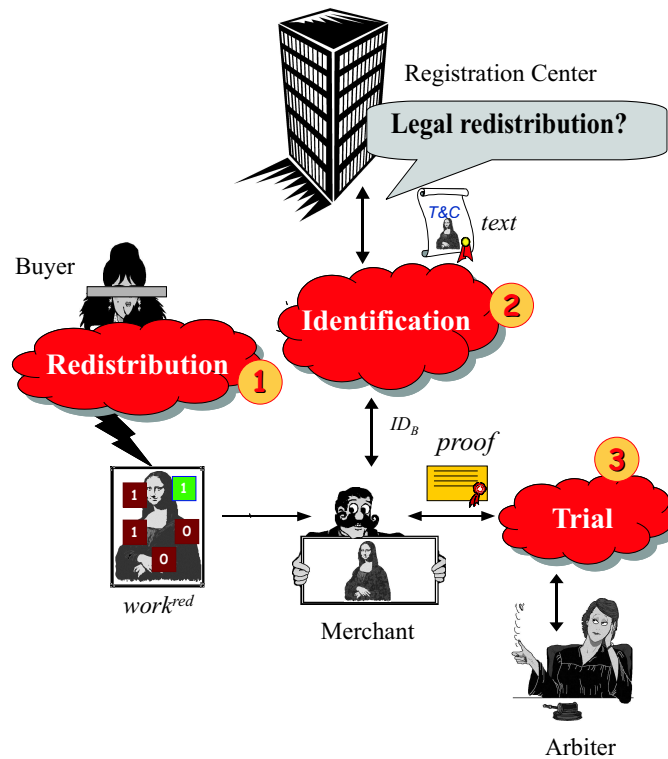 Registration Center
Legal redistribution?
T&C
text
Buyer
Identification
2
Redistribution
1
ID_B
proof
3
1
1
1
0
0
Trial
work^red
Merchant
Arbiter